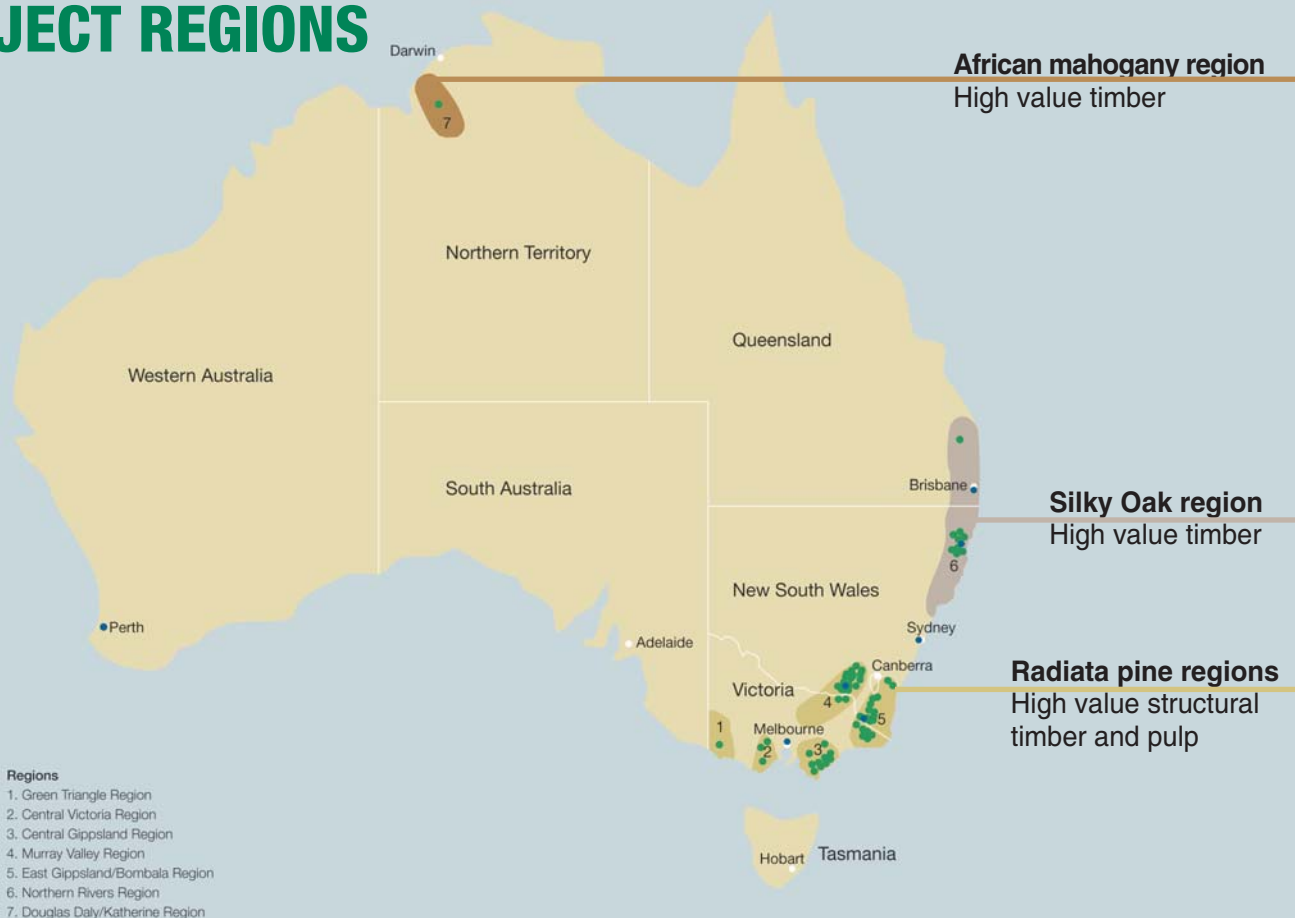 JECT REGIONS
Darwin
African mahogany region
High value timber
7
Northern Territory
Queensland
Western Australia
South Australia
Brisbane
Silky Oak region
High value timber
6
New South Wales
Perth
Sydney
Adelaide
Canberra
Radiata pine regions
High value structural
timber and pulp
Victoria
4
5
1
Melbourne
2
3
Regions
1. Green Triangle Region
2. Central Victoria Region
3. Central Gippsland Region
4. Murray Valley Region
5. East Gippsland/Bombala Region
6. Northern Rivers Region
7. Douglas Daly/Katherine Region
Hobart
Tasmania